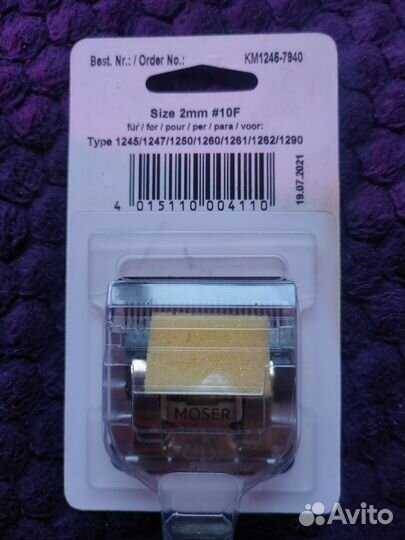 Best. Nr.: / Order No.: KM1245-7940
Size 2mm #10F
für / for / pour / per / para / voor:
Type 1245/1247/1250/1260/1261/1262/1290
19.07.2021
4 015110 004110
MOSER
Avito